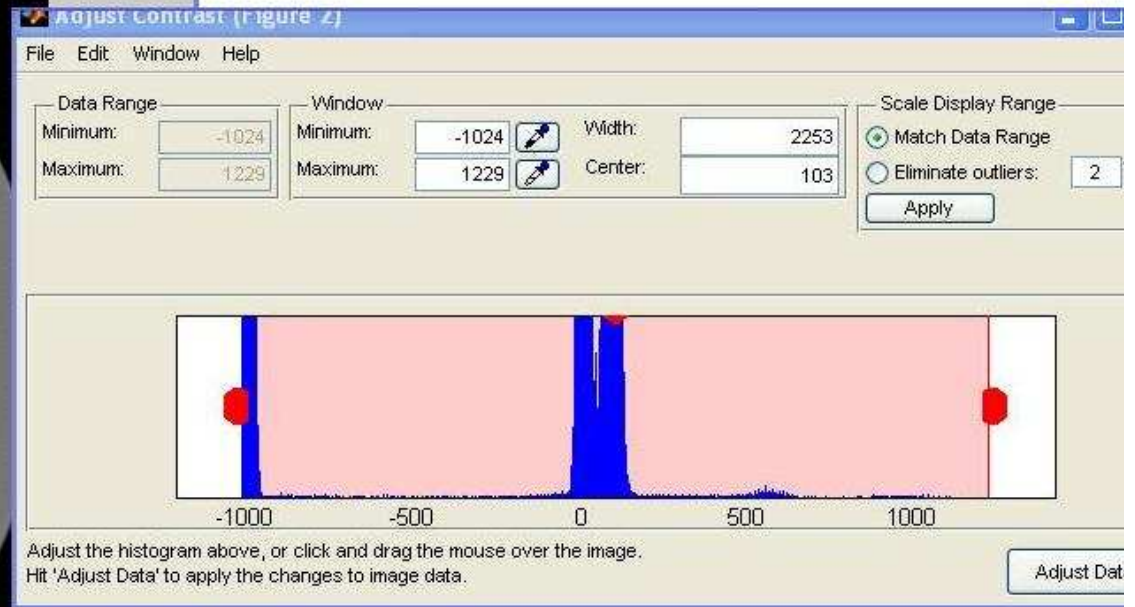 Adjust Contrast (Figure 2)
File Edit Window Help
Data Range
Minimum: -1024
Maximum: 1229
Window
Minimum: -1024
Maximum: 1229
Width: 2253
Center: 103
Scale Display Range
Match Data Range
Eliminate outliers: 2
Apply
-1000 -500 0 500 1000
Adjust the histogram above, or click and drag the mouse over the image.
Hit 'Adjust Data' to apply the changes to image data.
Adjust Dat